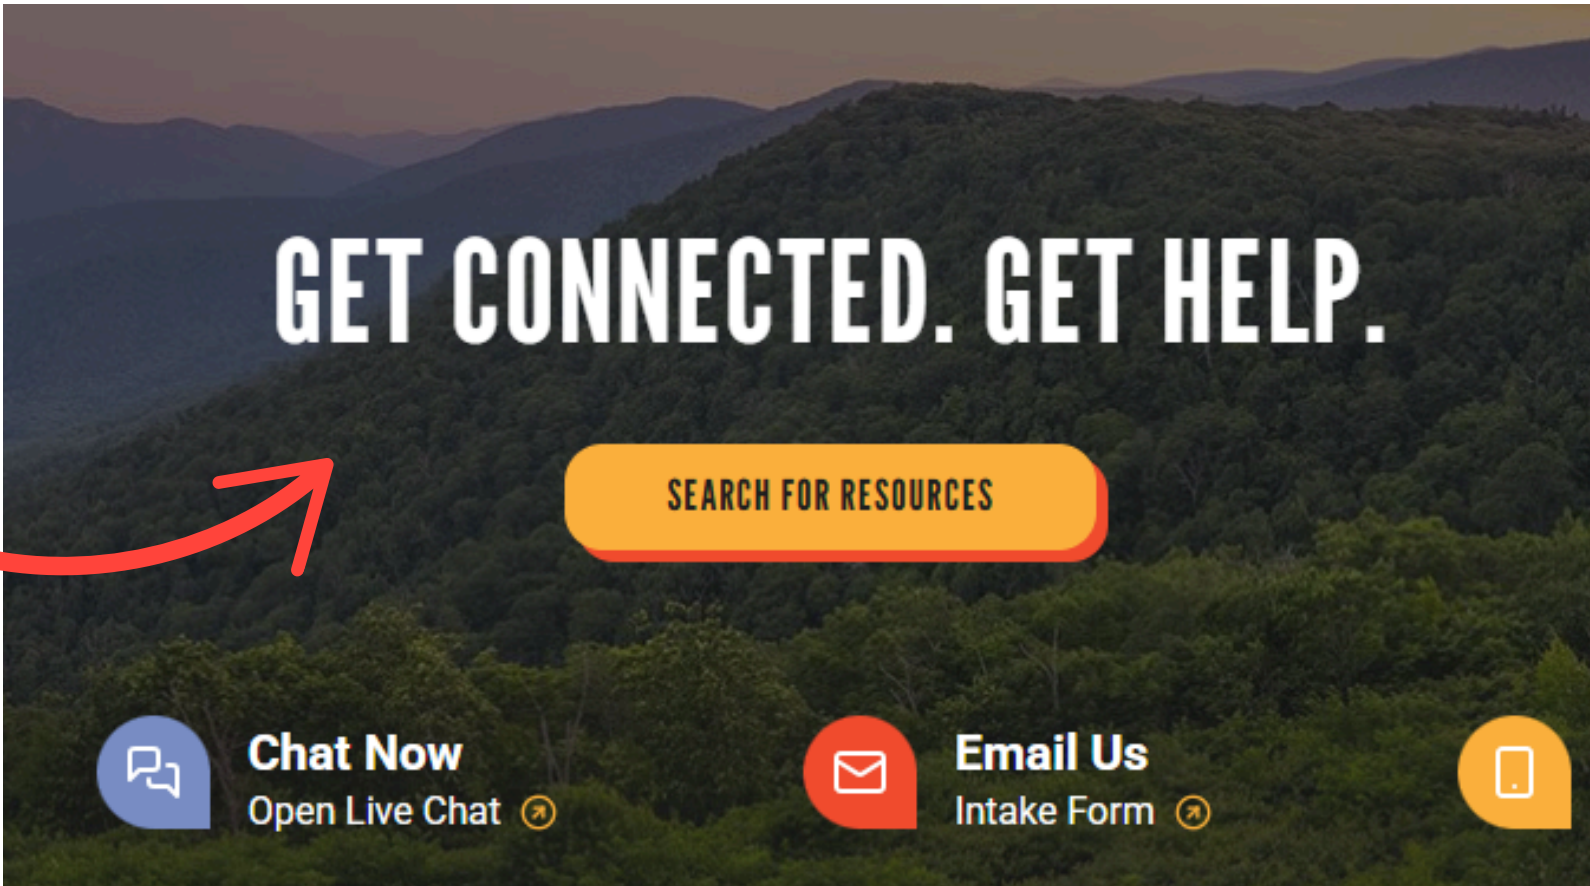 GET CONNECTED. GET HELP.
SEARCH FOR RESOURCES
Chat Now
Open Live Chat
Email Us
Intake Form